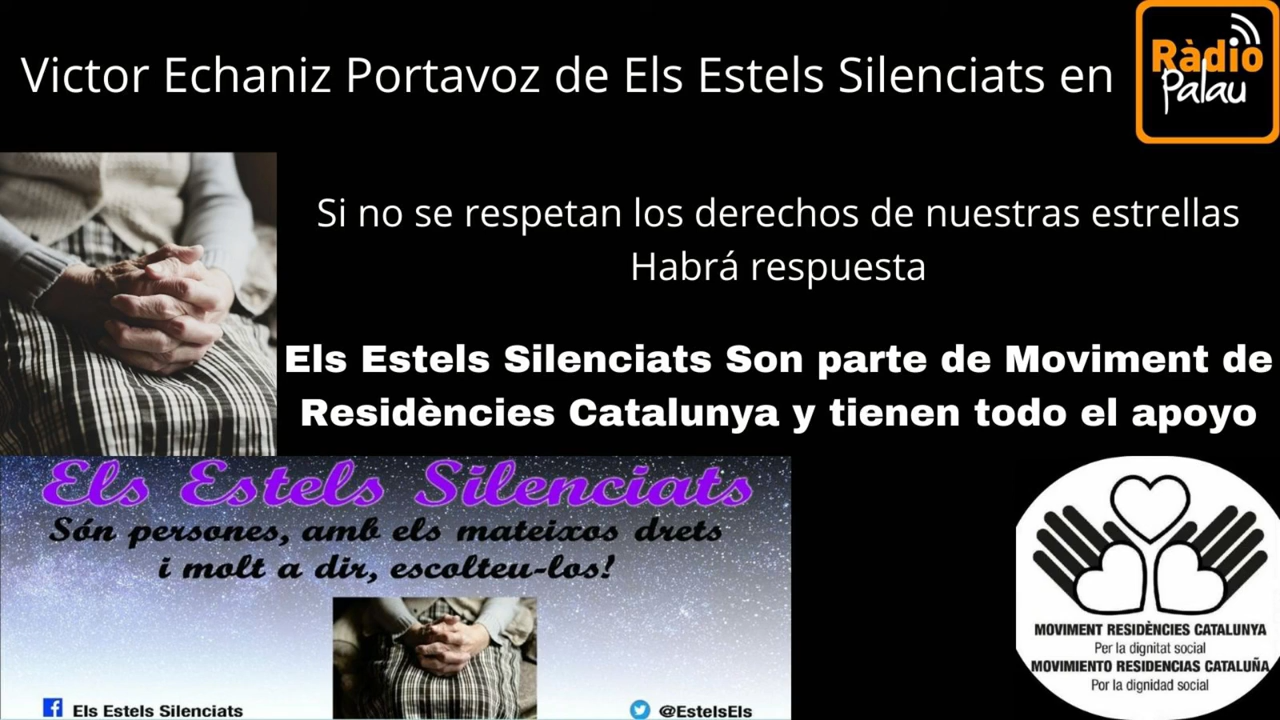 Victor Echaniz Portavoz de Els Estels Silenciats en
Ràdio
Palau
Si no se respetan los derechos de nuestras estrellas
Habrá respuesta
Els Estels Silenciats Son parte de Moviment de
Residències Catalunya y tienen todo el apoyo
Els Estels Silenciats
Són persones, amb els mateixos drets
i molt a dir, escolteu-los!
Els Estels Silenciats
@EstelsEls
MOVIMENT RESIDÈNCIES CATALUNYA
Per la dignitat social
MOVIMIENTO RESIDENCIAS CATALUÑA
Por la dignidad social